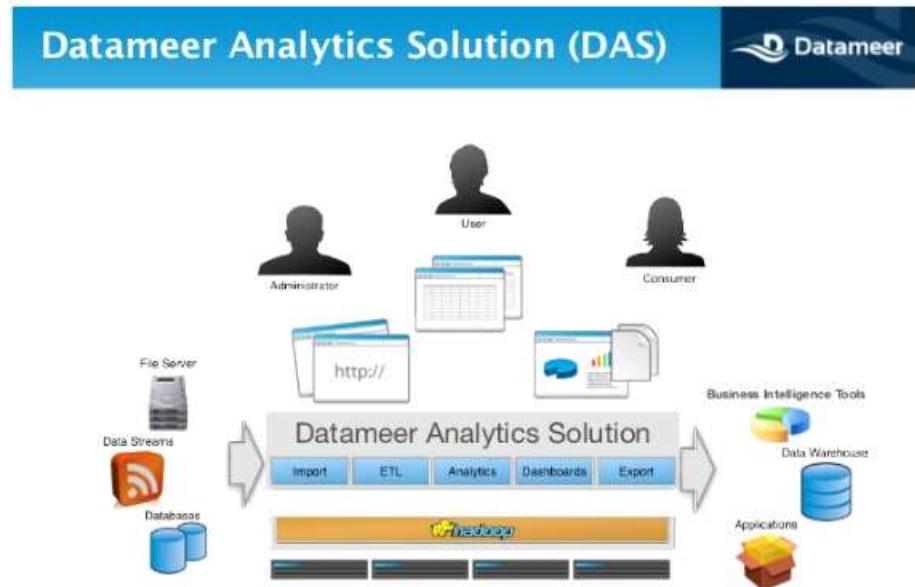 Datameer Analytics Solution (DAS)
Datameer
User
Administrator
Consumer
http://
File Server
Data Streams
Databases
Business Intelligence Tools
Data Warehouse
Applications
Datameer Analytics Solution
Import
ETL
Analytics
Dashboards
Export
hadoop